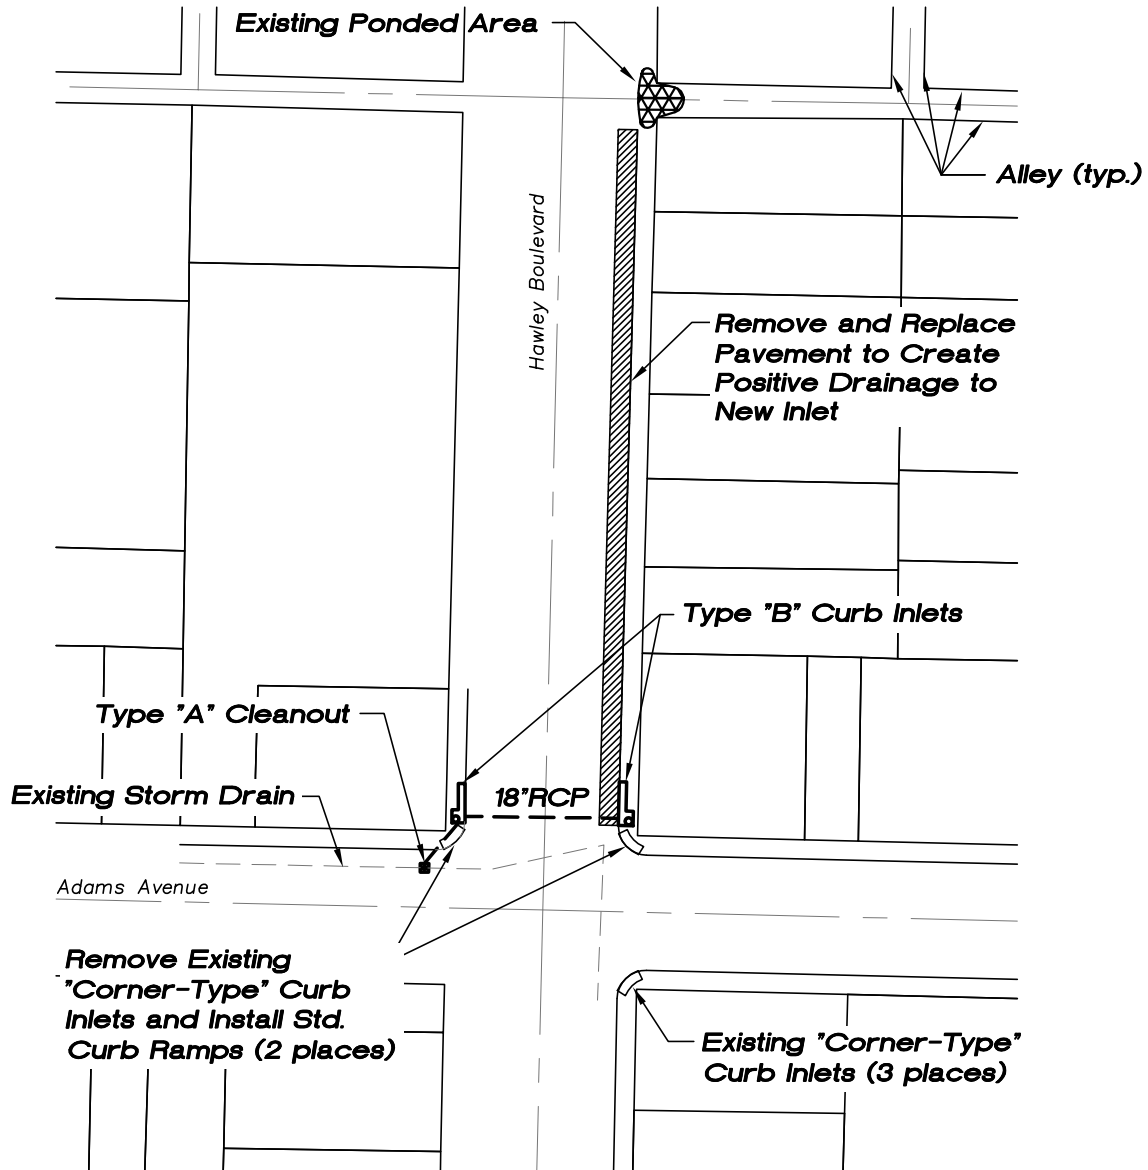 Existing Ponded Area
Alley (typ.)
Hawley Boulevard
Remove and Replace
Pavement to Create
Positive Drainage to
New Inlet
Type "B" Curb Inlets
Type "A" Cleanout
Existing Storm Drain
18"RCP
Adams Avenue
Remove Existing
"Corner-Type" Curb
Inlets and Install Std.
Curb Ramps (2 places)
Existing "Corner-Type"
Curb Inlets (3 places)